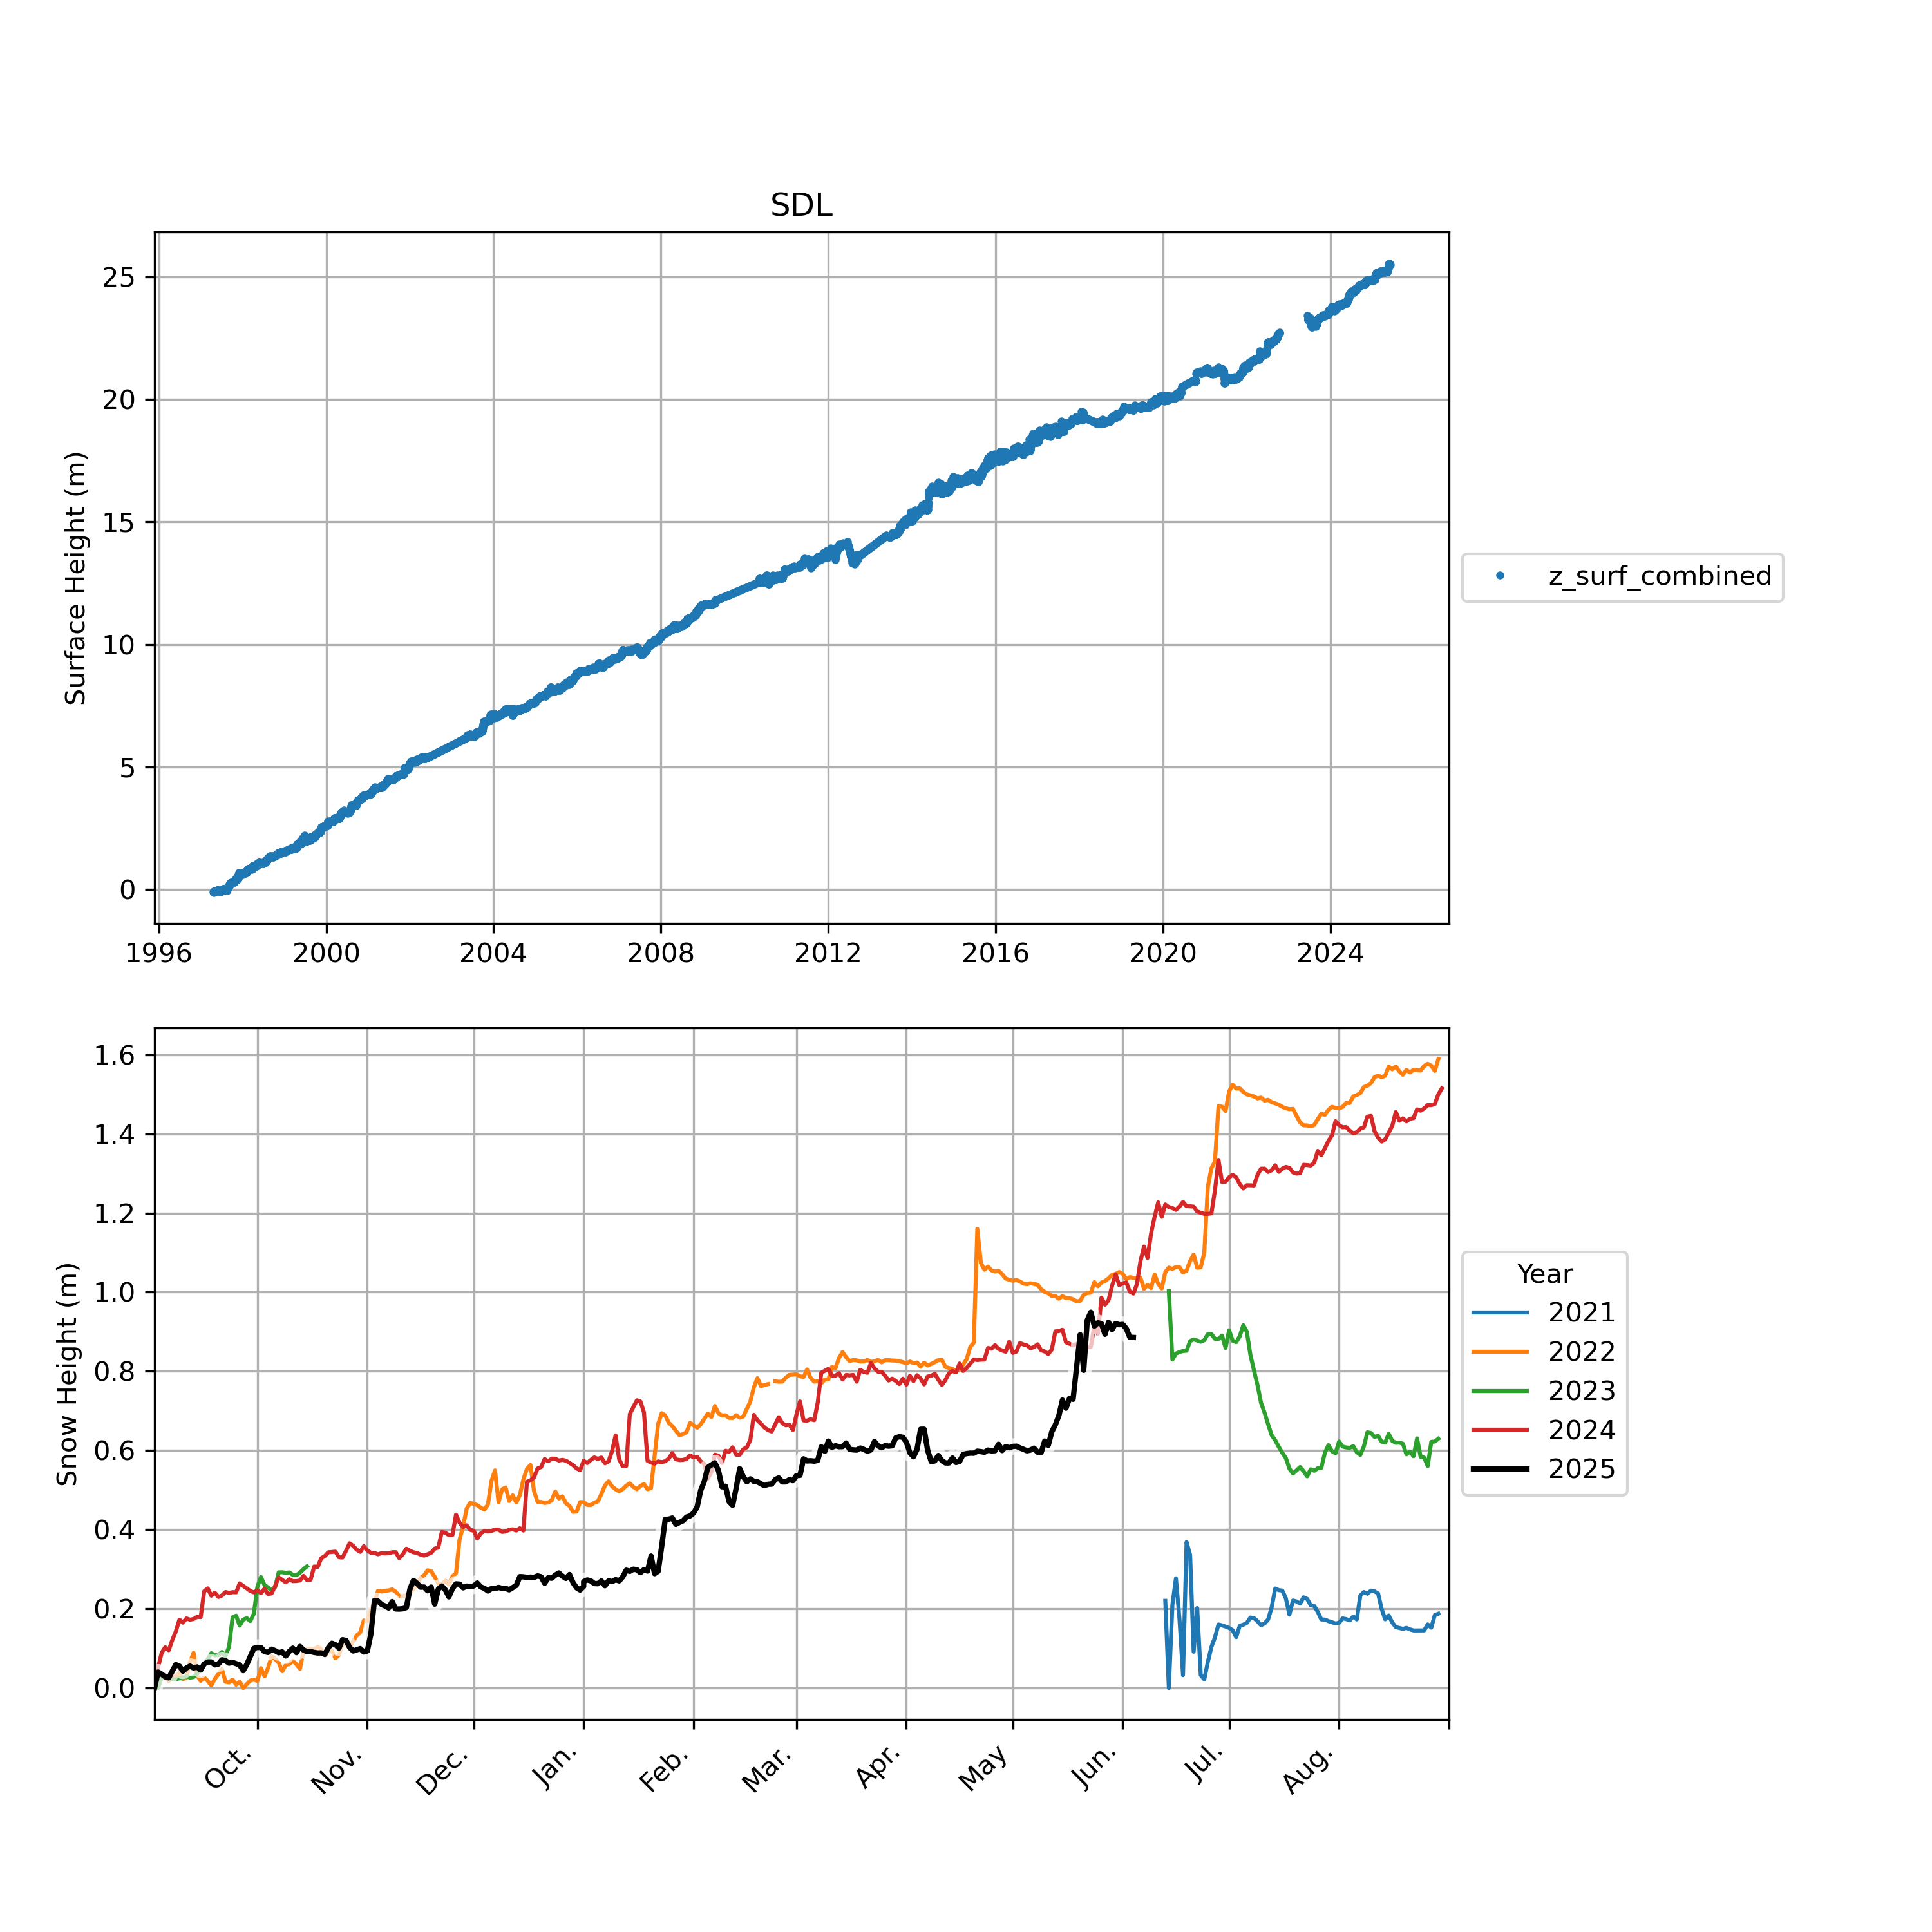 SDL
Surface Height (m)
25
20
15
10
5
0
1996 2000 2004 2008 2012 2016 2020 2024
z_surf_combined
Snow Height (m)
1.6
1.4
1.2
1.0
0.8
0.6
0.4
0.2
0.0
Oct. Nov. Dec. Jan. Feb. Mar. Apr. May Jun. Jul. Aug.
Year
2021
2022
2023
2024
2025